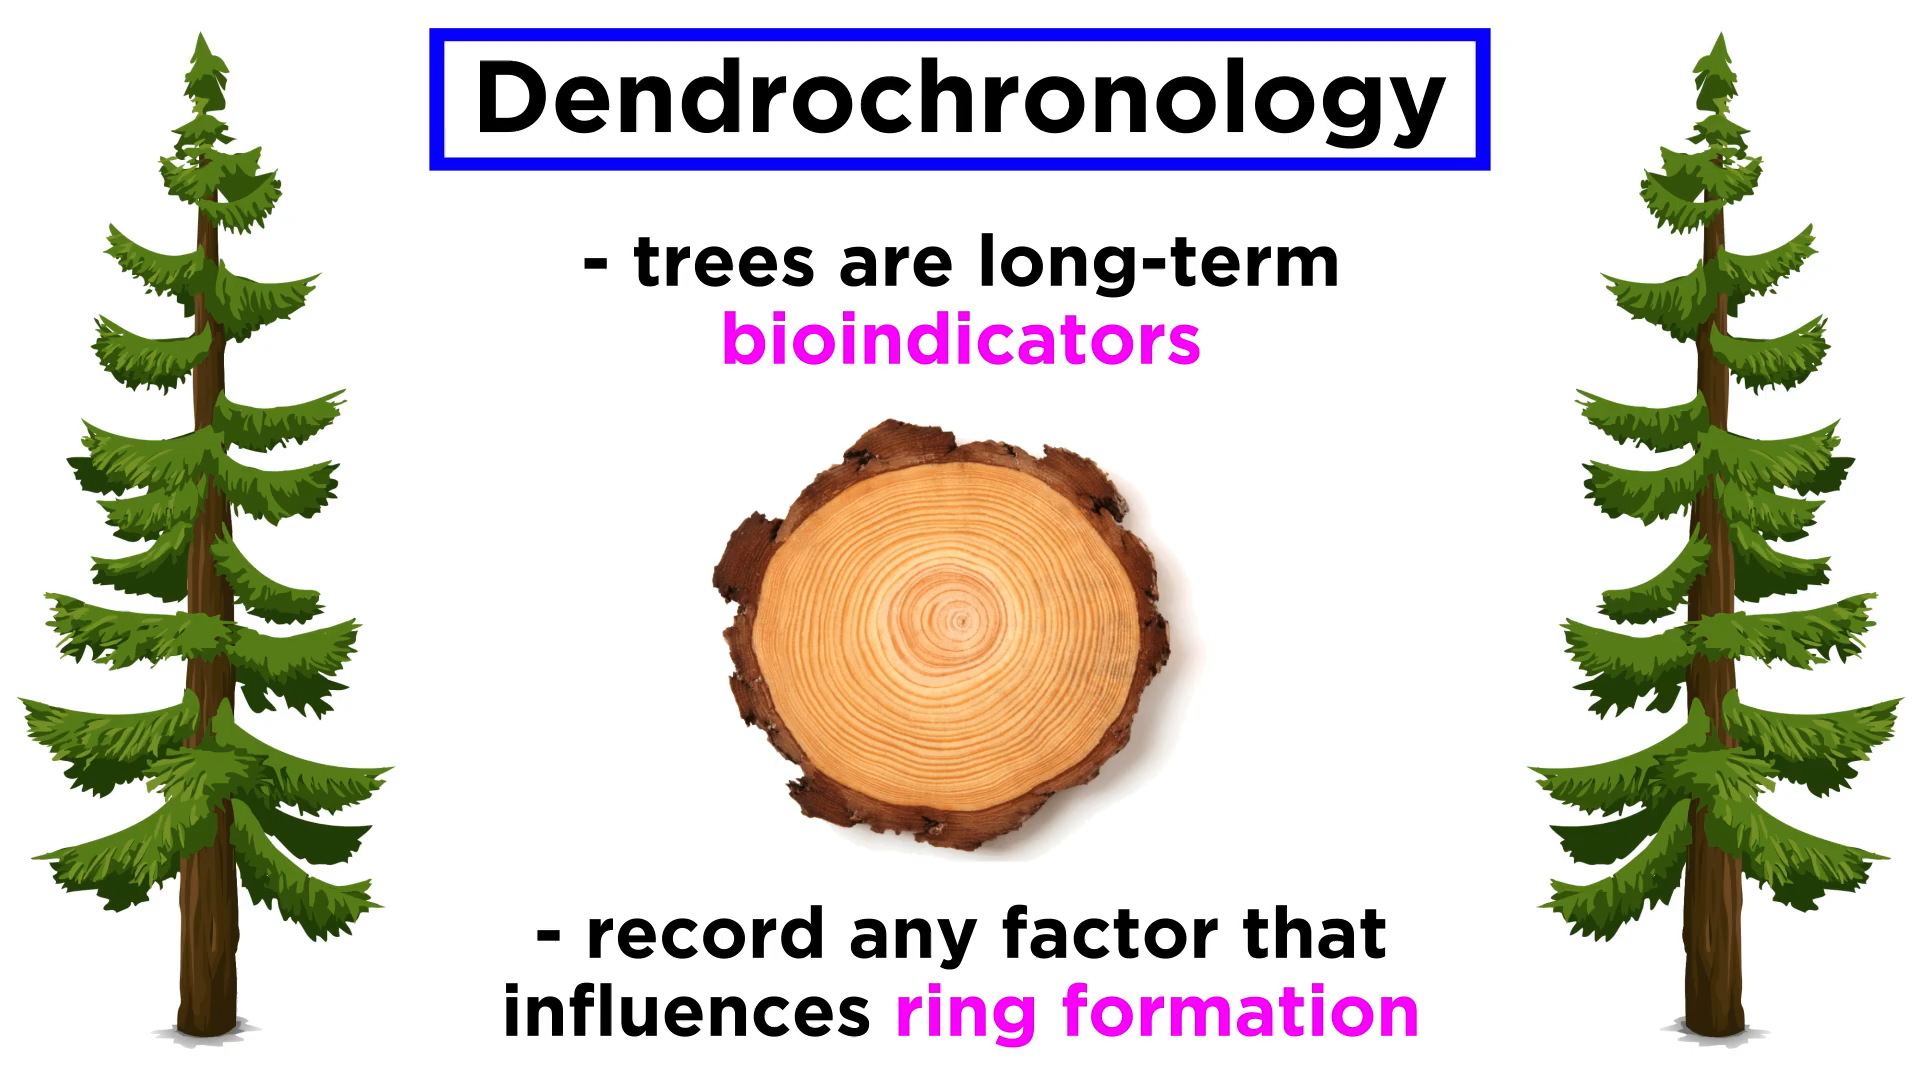 Dendrochronology
- trees are long-term
bioindicators
- record any factor that
influences ring formation